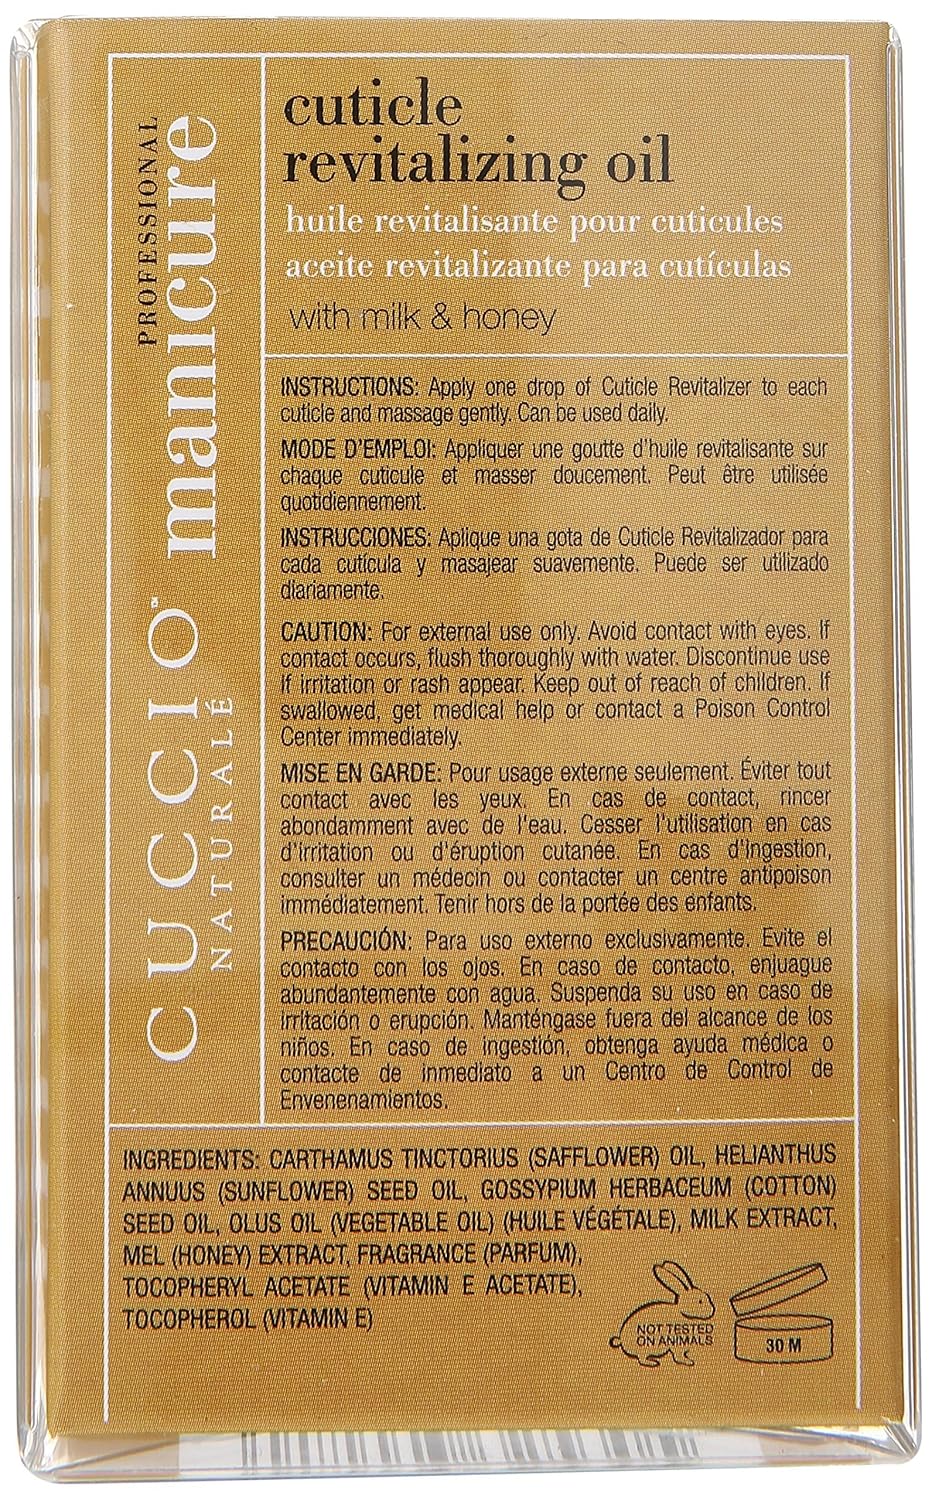 PROFESSIONAL
CUCCIO™ manicure
NATURALÉ
cuticle
revitalizing oil
huile revitalisante pour cuticules
aceite revitalizante para cutículas
with milk & honey
INSTRUCTIONS: Apply one drop of Cuticle Revitalizer to each
cuticle and massage gently. Can be used daily.
MODE D'EMPLOI: Appliquer une goutte d'huile revitalisante sur
chaque cuticule et masser doucement. Peut être utilisée
quotidiennement.
INSTRUCCIONES: Aplique una gota de Cuticle Revitalizador para
cada cutícula y masajear suavemente. Puede ser utilizado
diariamente.
CAUTION: For external use only. Avoid contact with eyes. If
contact occurs, flush thoroughly with water. Discontinue use
if irritation or rash appear. Keep out of reach of children. If
swallowed, get medical help or contact a Poison Control
Center immediately.
MISE EN GARDE: Pour usage externe seulement. Éviter tout
contact avec les yeux. En cas de contact, rincer
abondamment avec de l'eau. Cesser l'utilisation en cas
d'irritation ou d'éruption cutanée. En cas d'ingestion,
consulter un médecin ou contacter un centre antipoison
immédiatement. Tenir hors de la portée des enfants.
PRECAUCIÓN: Para uso externo exclusivamente. Evite el
contacto con los ojos. En caso de contacto, enjuague
abundantemente con agua. Suspenda su uso en caso de
irritación o erupción. Manténgase fuera del alcance de los
niños. En caso de ingestión, obtenga ayuda médica o
contacte de inmediato a un Centro de Control de
Envenenamientos.
INGREDIENTS: CARTHAMUS TINCTORIUS (SAFFLOWER) OIL, HELIANTHUS
ANNUUS (SUNFLOWER) SEED OIL, GOSSYPIUM HERBACEUM (COTTON)
SEED OIL, OLUS OIL (VEGETABLE OIL) (HUILE VÉGÉTALE), MILK EXTRACT,
MEL (HONEY) EXTRACT, FRAGRANCE (PARFUM),
TOCOPHERYL ACETATE (VITAMIN E ACETATE),
TOCOPHEROL (VITAMIN E)
NOT TESTED
ON ANIMALS
30 M